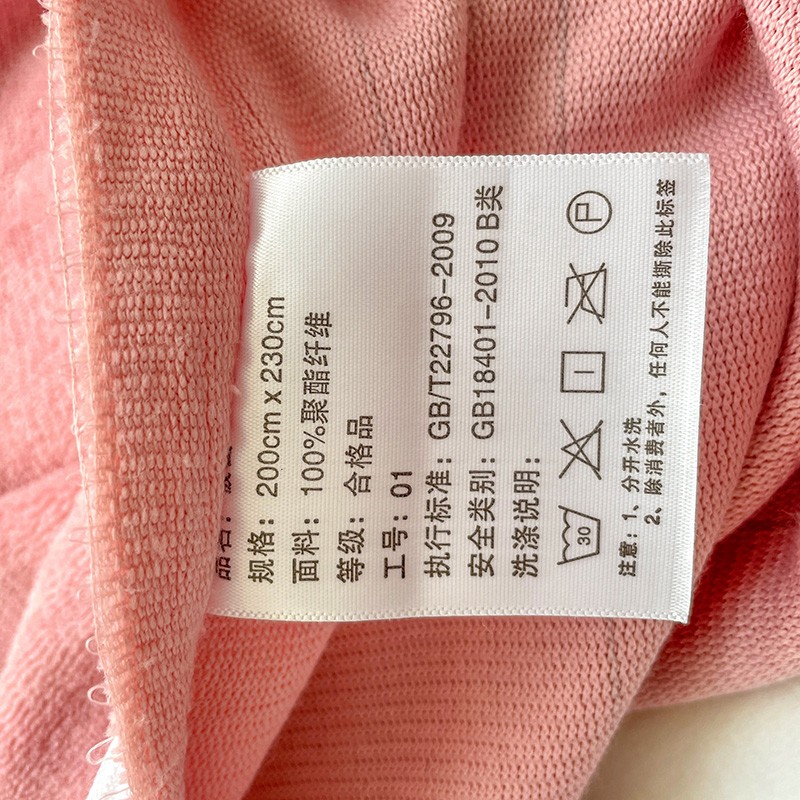 品名：
规格：200cm x 230cm
面料：100%聚酯纤维
等级：合格品
工号：01
执行标准：GB/T22796-2009
安全类别：GB18401-2010 B类
洗涤说明：
30 P
注意：1、分开水洗
2、除消费者外，任何人不能撕除此标签